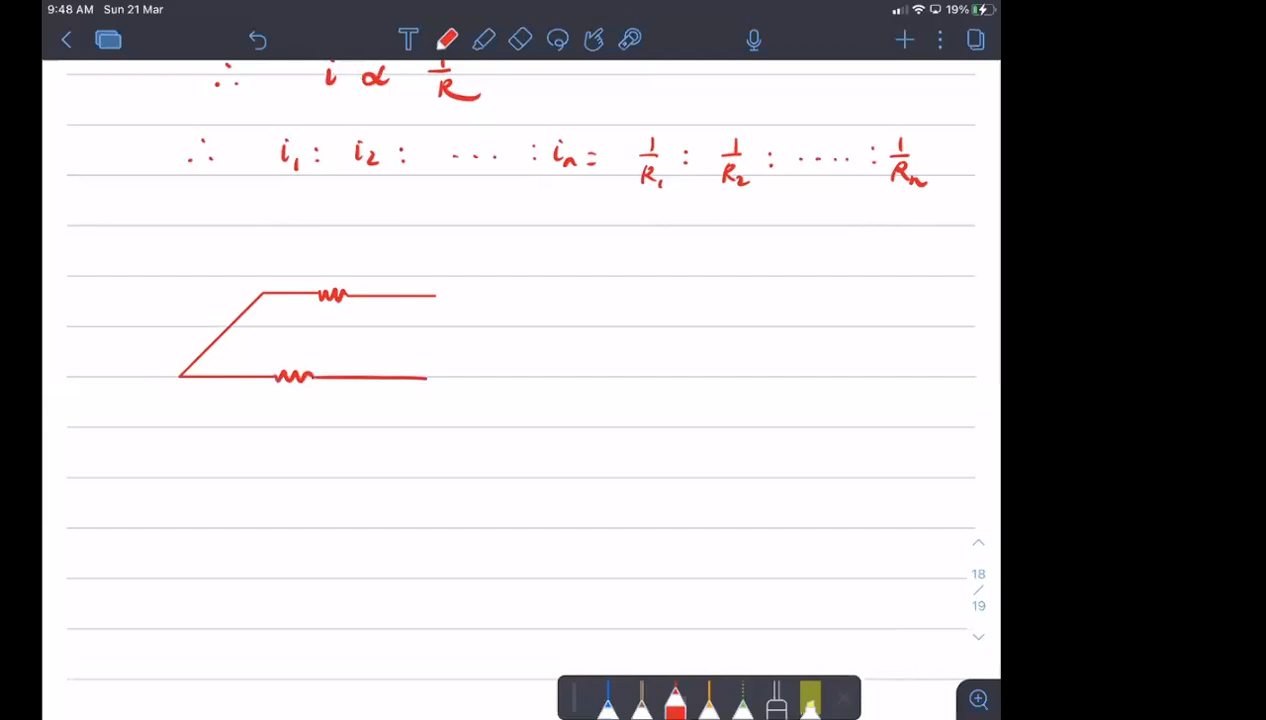 9:48 AM Sun 21 Mar 19%
T
∴ i ∝ 1/R
∴ i₁ : i₂ : .... : iₙ = 1/R₁ : 1/R₂ : .... : 1/Rₙ
18
/
19